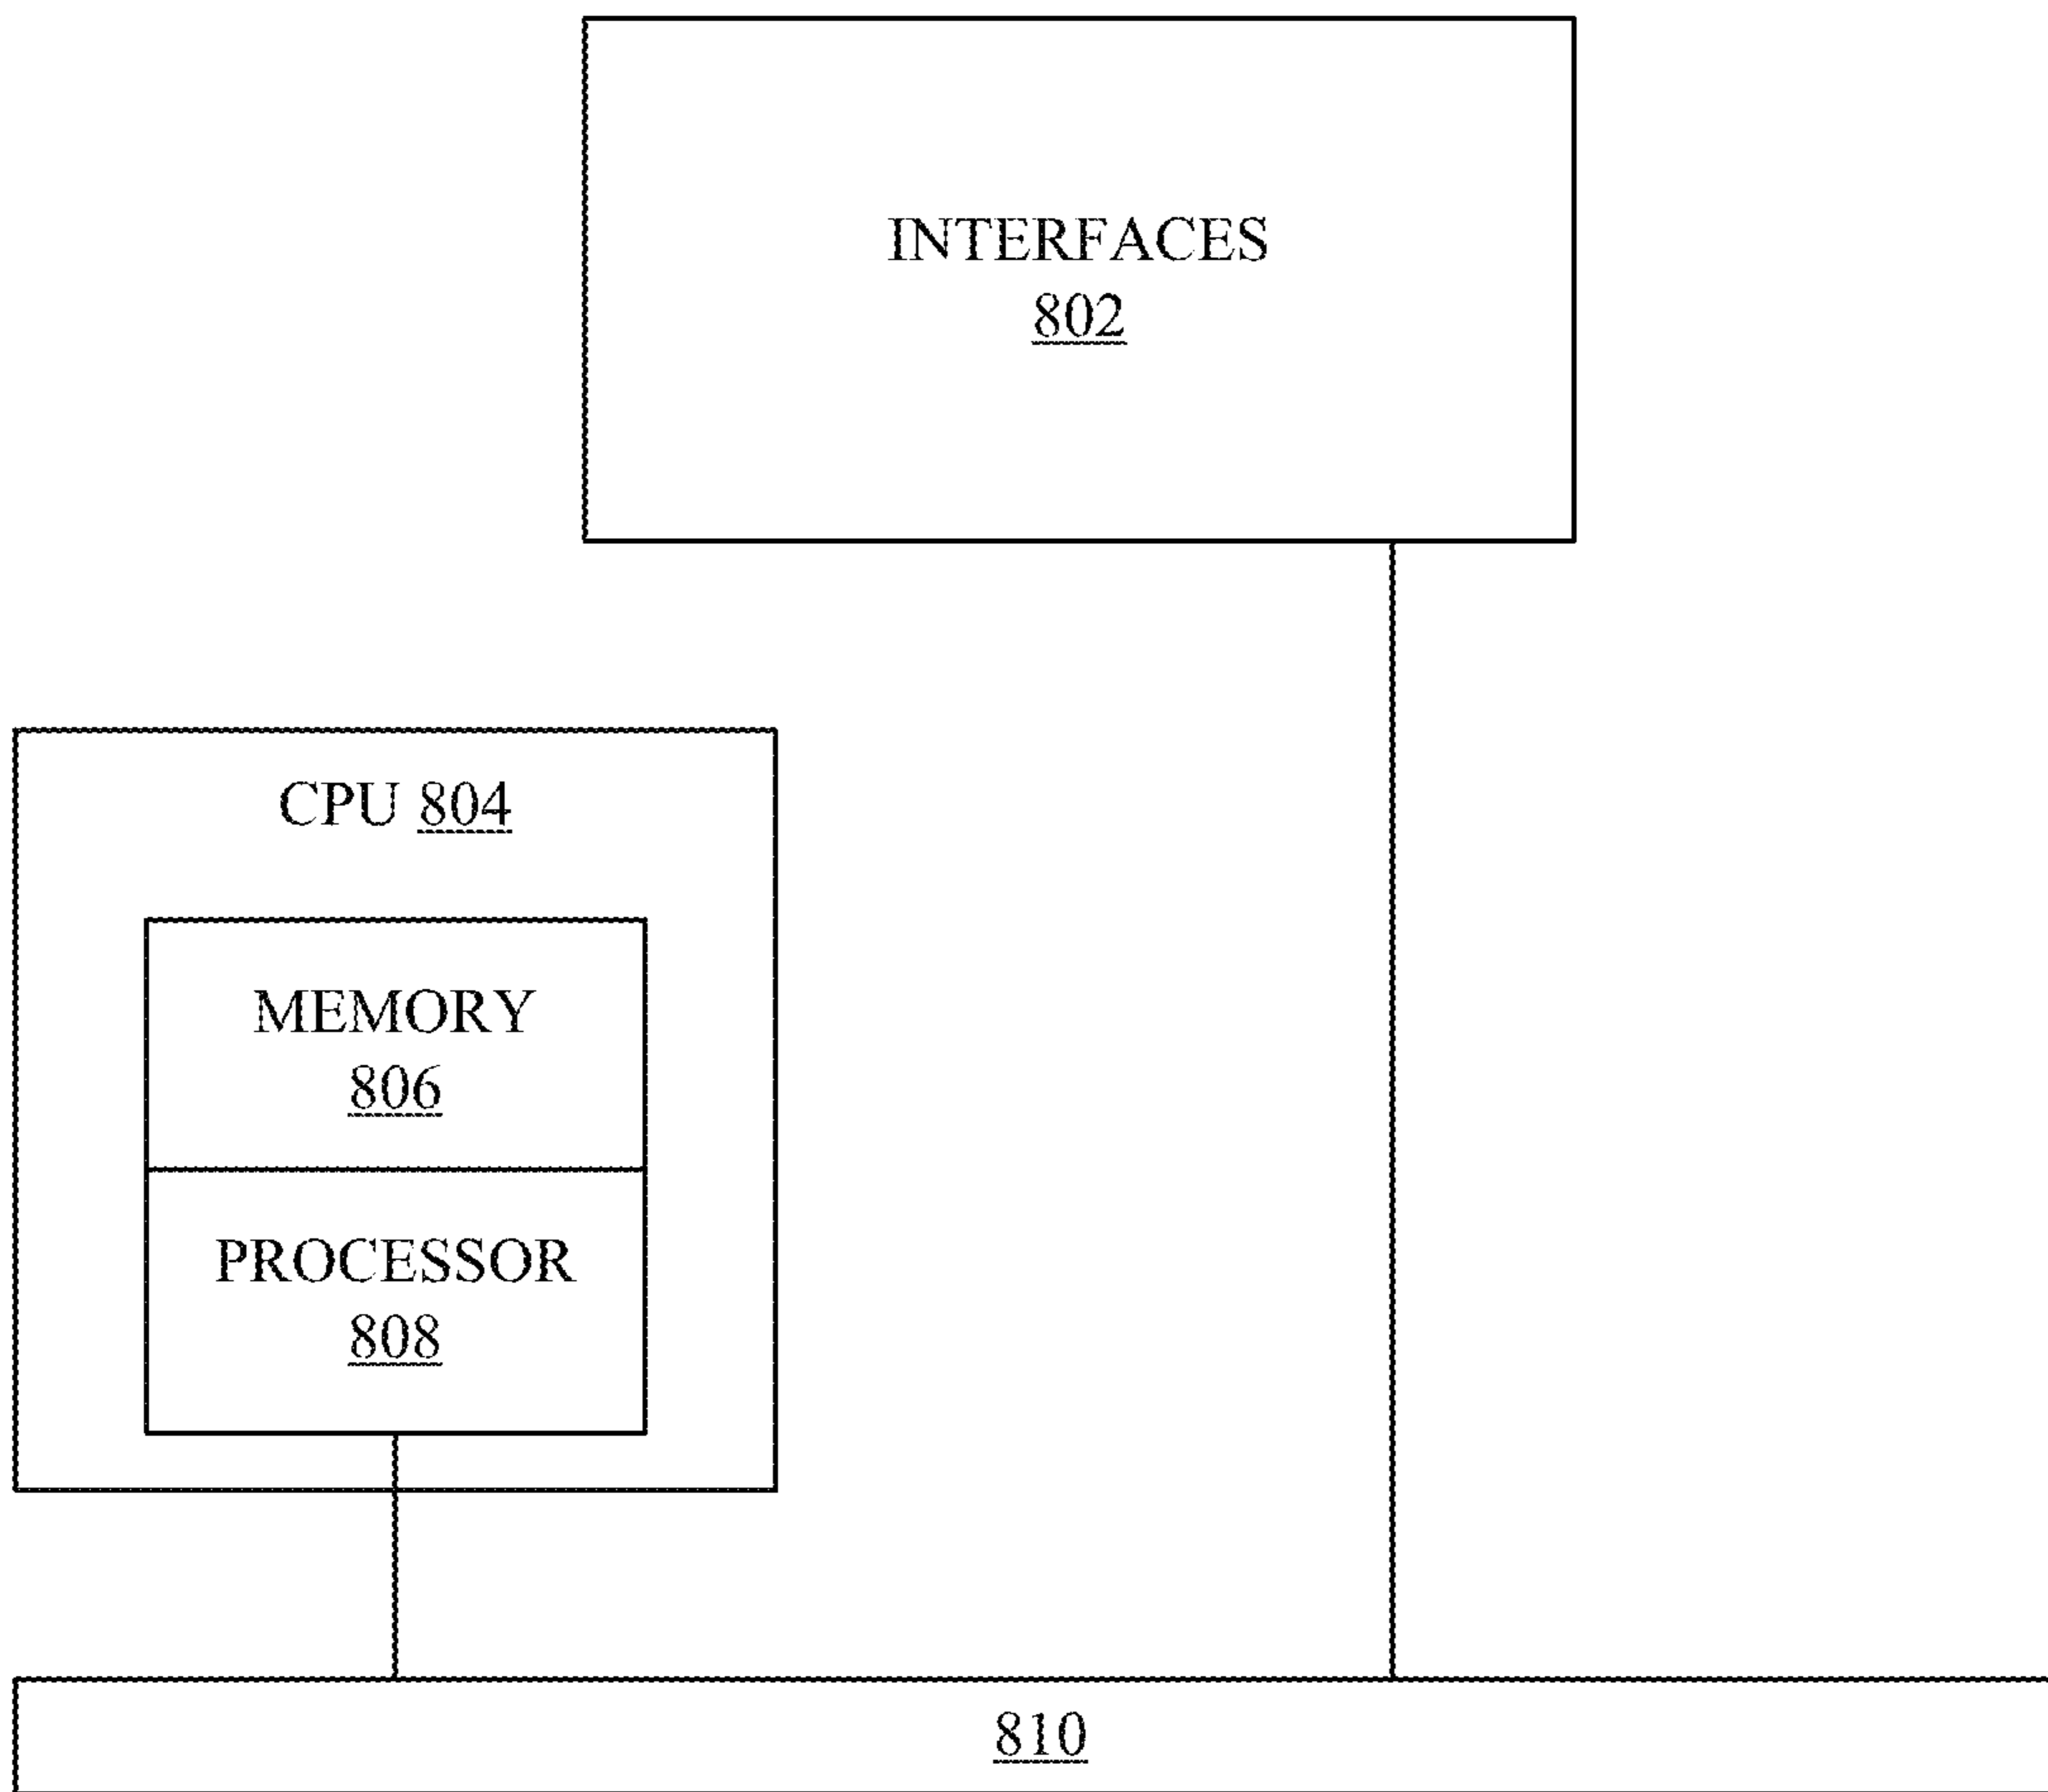 INTERFACES
802
CPU 804
MEMORY
806
PROCESSOR
808
810